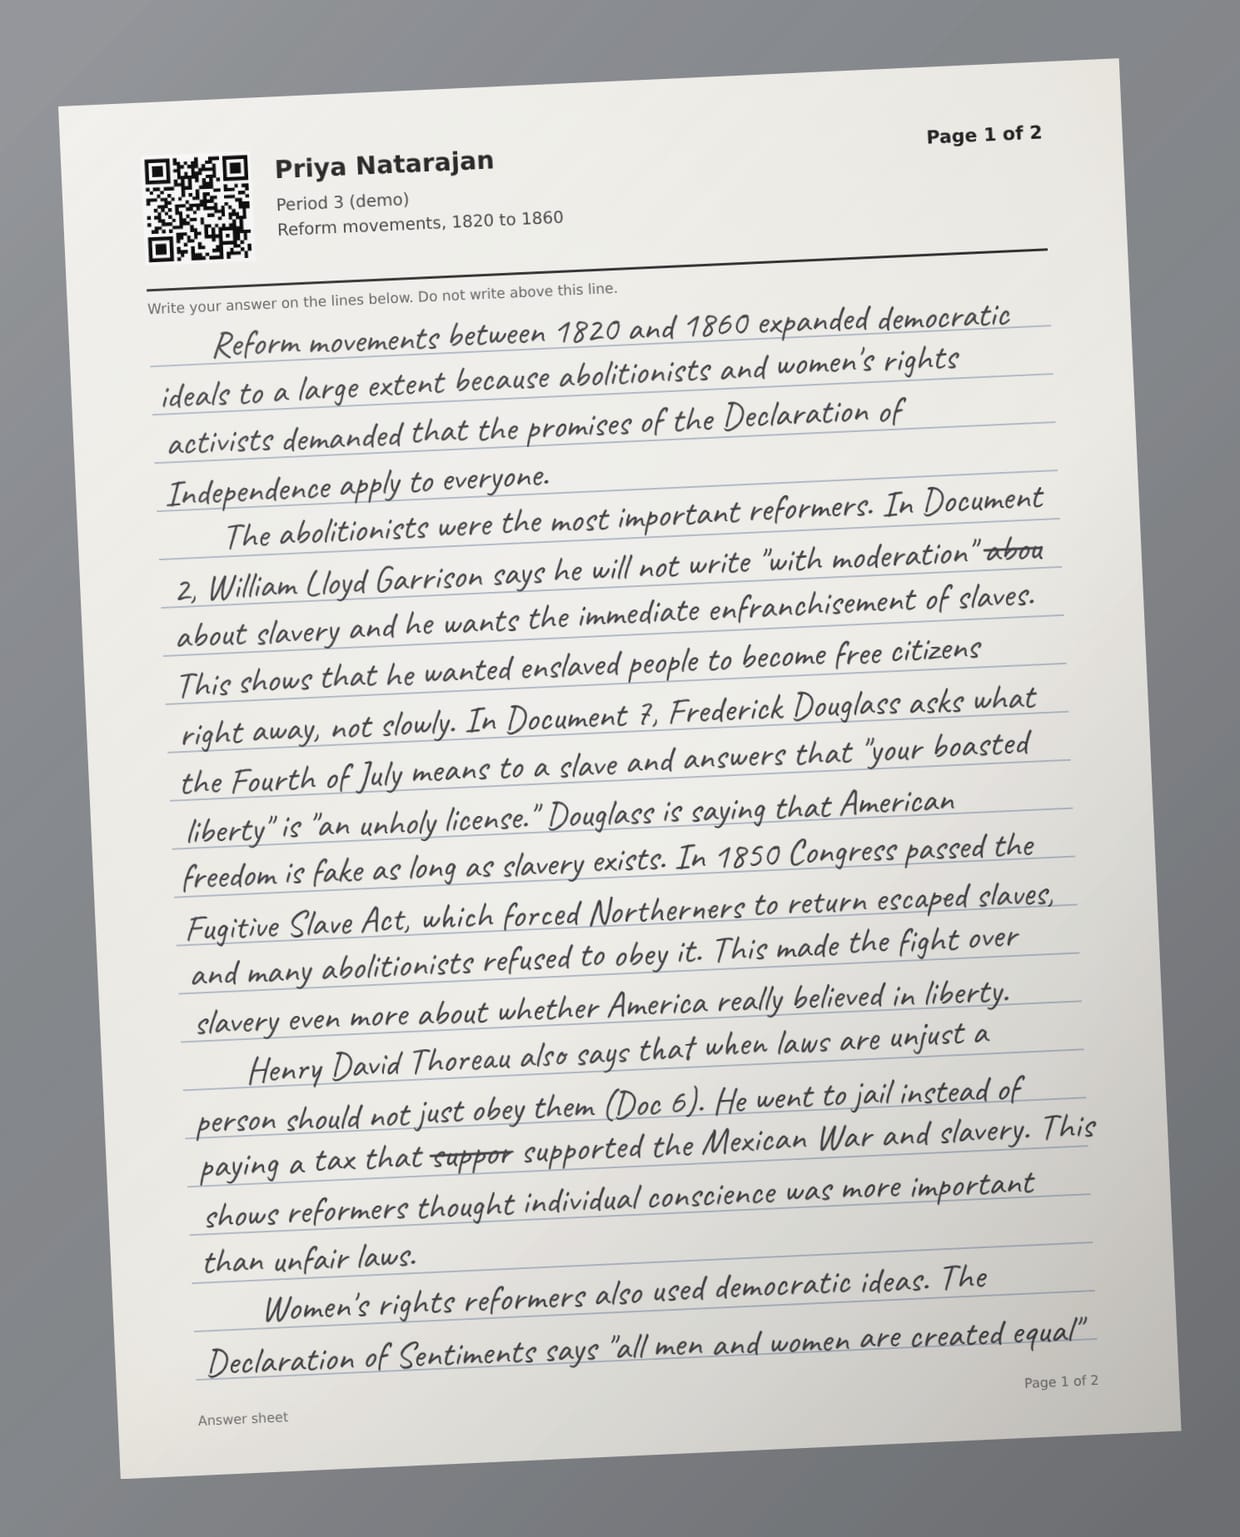 Page 1 of 2
Priya Natarajan
Period 3 (demo)
Reform movements, 1820 to 1860
Write your answer on the lines below. Do not write above this line.
Reform movements between 1820 and 1860 expanded democratic
ideals to a large extent because abolitionists and women's rights
activists demanded that the promises of the Declaration of
Independence apply to everyone.
The abolitionists were the most important reformers. In Document
2, William Lloyd Garrison says he will not write "with moderation" abou
about slavery and he wants the immediate enfranchisement of slaves.
This shows that he wanted enslaved people to become free citizens
right away, not slowly. In Document 7, Frederick Douglass asks what
the Fourth of July means to a slave and answers that "your boasted
liberty" is "an unholy license." Douglass is saying that American
freedom is fake as long as slavery exists. In 1850 Congress passed the
Fugitive Slave Act, which forced Northerners to return escaped slaves,
and many abolitionists refused to obey it. This made the fight over
slavery even more about whether America really believed in liberty.
Henry David Thoreau also says that when laws are unjust a
person should not just obey them (Doc 6). He went to jail instead of
paying a tax that suppor supported the Mexican War and slavery. This
shows reformers thought individual conscience was more important
than unfair laws.
Women's rights reformers also used democratic ideas. The
Declaration of Sentiments says "all men and women are created equal"
Answer sheet
Page 1 of 2